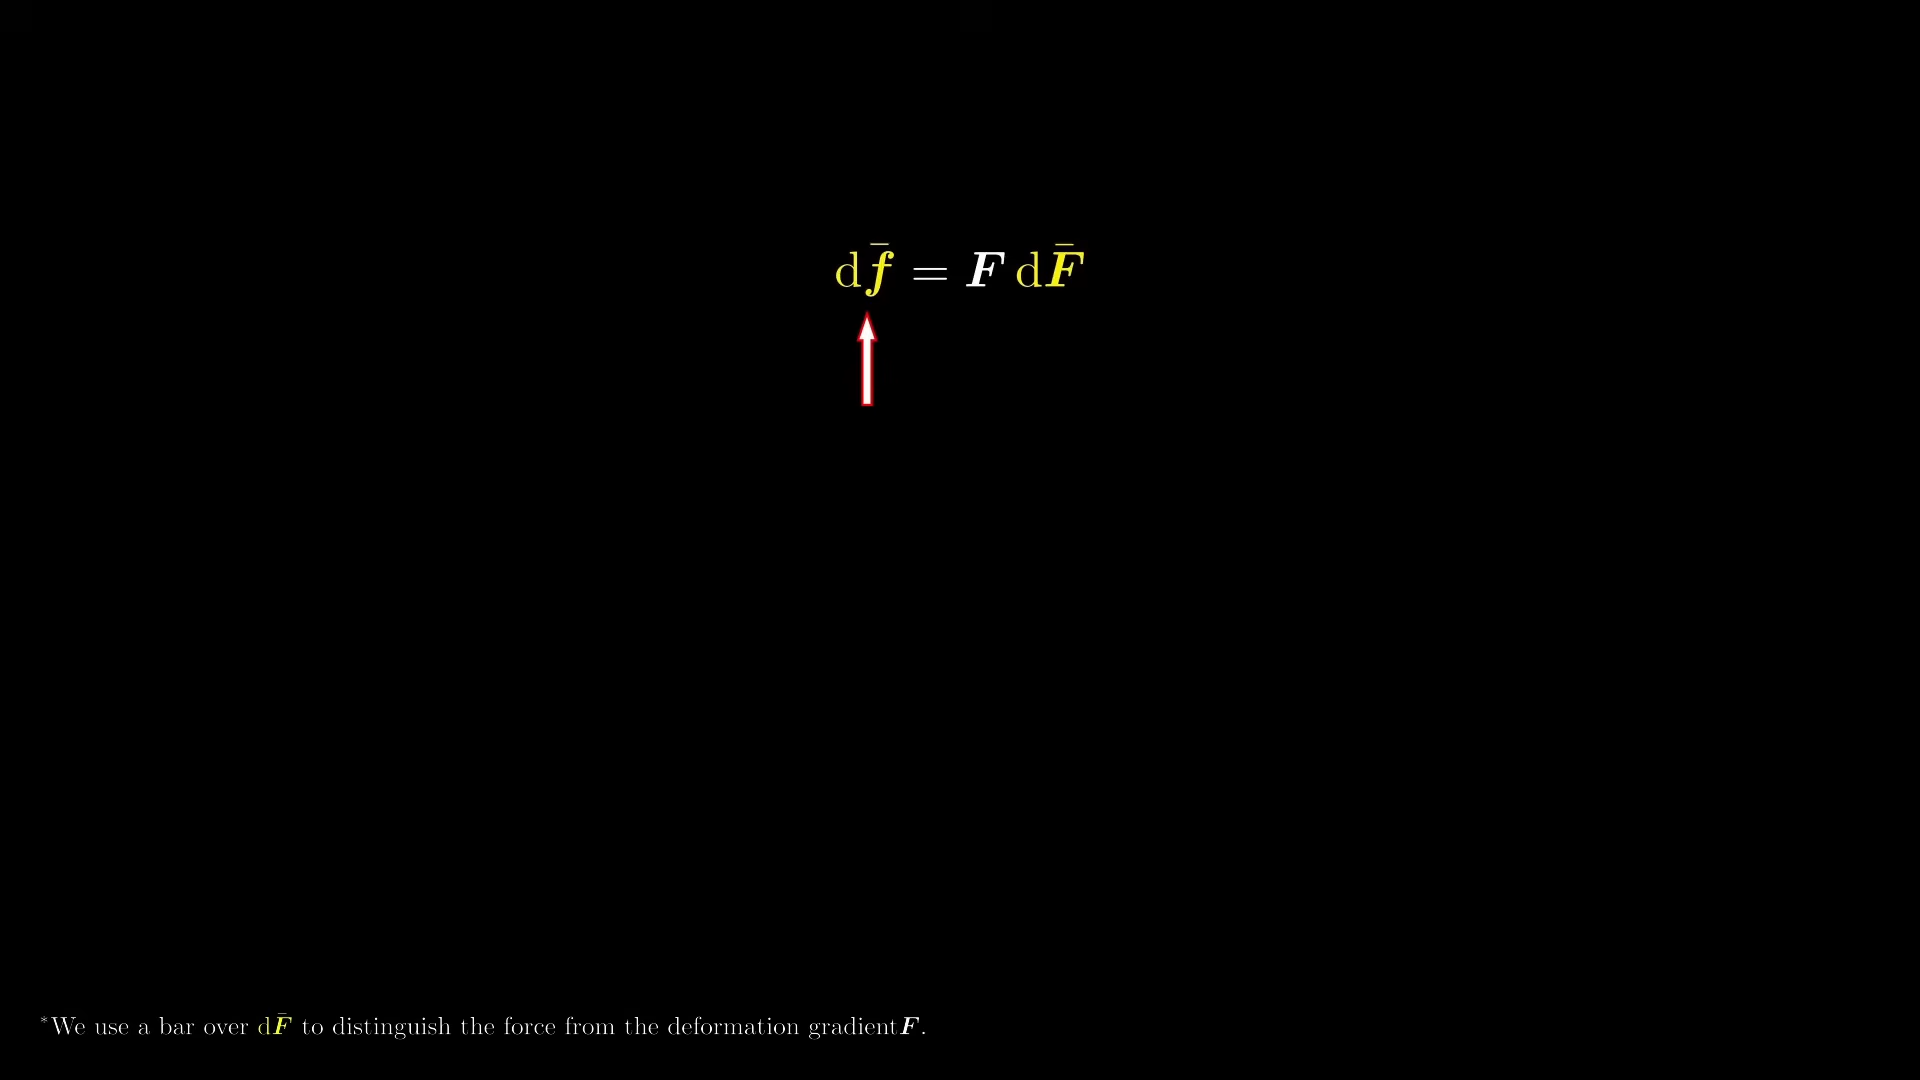 df̄ = F dF̄
*We use a bar over dF̄ to distinguish the force from the deformation gradientF.